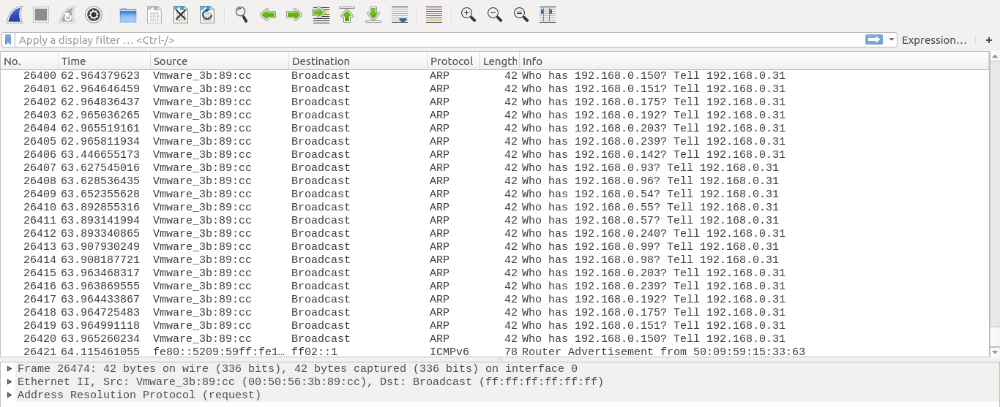 Apply a display filter … <Ctrl-/>
Expression… +
No. Time Source Destination Protocol Length Info
26400 62.964379623 Vmware_3b:89:cc Broadcast ARP 42 Who has 192.168.0.150? Tell 192.168.0.31
26401 62.964646459 Vmware_3b:89:cc Broadcast ARP 42 Who has 192.168.0.151? Tell 192.168.0.31
26402 62.964836437 Vmware_3b:89:cc Broadcast ARP 42 Who has 192.168.0.175? Tell 192.168.0.31
26403 62.965036265 Vmware_3b:89:cc Broadcast ARP 42 Who has 192.168.0.192? Tell 192.168.0.31
26404 62.965519161 Vmware_3b:89:cc Broadcast ARP 42 Who has 192.168.0.203? Tell 192.168.0.31
26405 62.965811934 Vmware_3b:89:cc Broadcast ARP 42 Who has 192.168.0.239? Tell 192.168.0.31
26406 63.446655173 Vmware_3b:89:cc Broadcast ARP 42 Who has 192.168.0.142? Tell 192.168.0.31
26407 63.627545016 Vmware_3b:89:cc Broadcast ARP 42 Who has 192.168.0.93? Tell 192.168.0.31
26408 63.628536435 Vmware_3b:89:cc Broadcast ARP 42 Who has 192.168.0.96? Tell 192.168.0.31
26409 63.652355628 Vmware_3b:89:cc Broadcast ARP 42 Who has 192.168.0.54? Tell 192.168.0.31
26410 63.892855316 Vmware_3b:89:cc Broadcast ARP 42 Who has 192.168.0.55? Tell 192.168.0.31
26411 63.893141994 Vmware_3b:89:cc Broadcast ARP 42 Who has 192.168.0.57? Tell 192.168.0.31
26412 63.893340865 Vmware_3b:89:cc Broadcast ARP 42 Who has 192.168.0.240? Tell 192.168.0.31
26413 63.907930249 Vmware_3b:89:cc Broadcast ARP 42 Who has 192.168.0.99? Tell 192.168.0.31
26414 63.908187721 Vmware_3b:89:cc Broadcast ARP 42 Who has 192.168.0.98? Tell 192.168.0.31
26415 63.963468317 Vmware_3b:89:cc Broadcast ARP 42 Who has 192.168.0.203? Tell 192.168.0.31
26416 63.963869555 Vmware_3b:89:cc Broadcast ARP 42 Who has 192.168.0.239? Tell 192.168.0.31
26417 63.964433867 Vmware_3b:89:cc Broadcast ARP 42 Who has 192.168.0.192? Tell 192.168.0.31
26418 63.964725483 Vmware_3b:89:cc Broadcast ARP 42 Who has 192.168.0.175? Tell 192.168.0.31
26419 63.964991118 Vmware_3b:89:cc Broadcast ARP 42 Who has 192.168.0.151? Tell 192.168.0.31
26420 63.965260234 Vmware_3b:89:cc Broadcast ARP 42 Who has 192.168.0.150? Tell 192.168.0.31
26421 64.115461055 fe80::5209:59ff:fe1… ff02::1 ICMPv6 78 Router Advertisement from 50:09:59:15:33:63
Frame 26474: 42 bytes on wire (336 bits), 42 bytes captured (336 bits) on interface 0
Ethernet II, Src: Vmware_3b:89:cc (00:50:56:3b:89:cc), Dst: Broadcast (ff:ff:ff:ff:ff:ff)
Address Resolution Protocol (request)